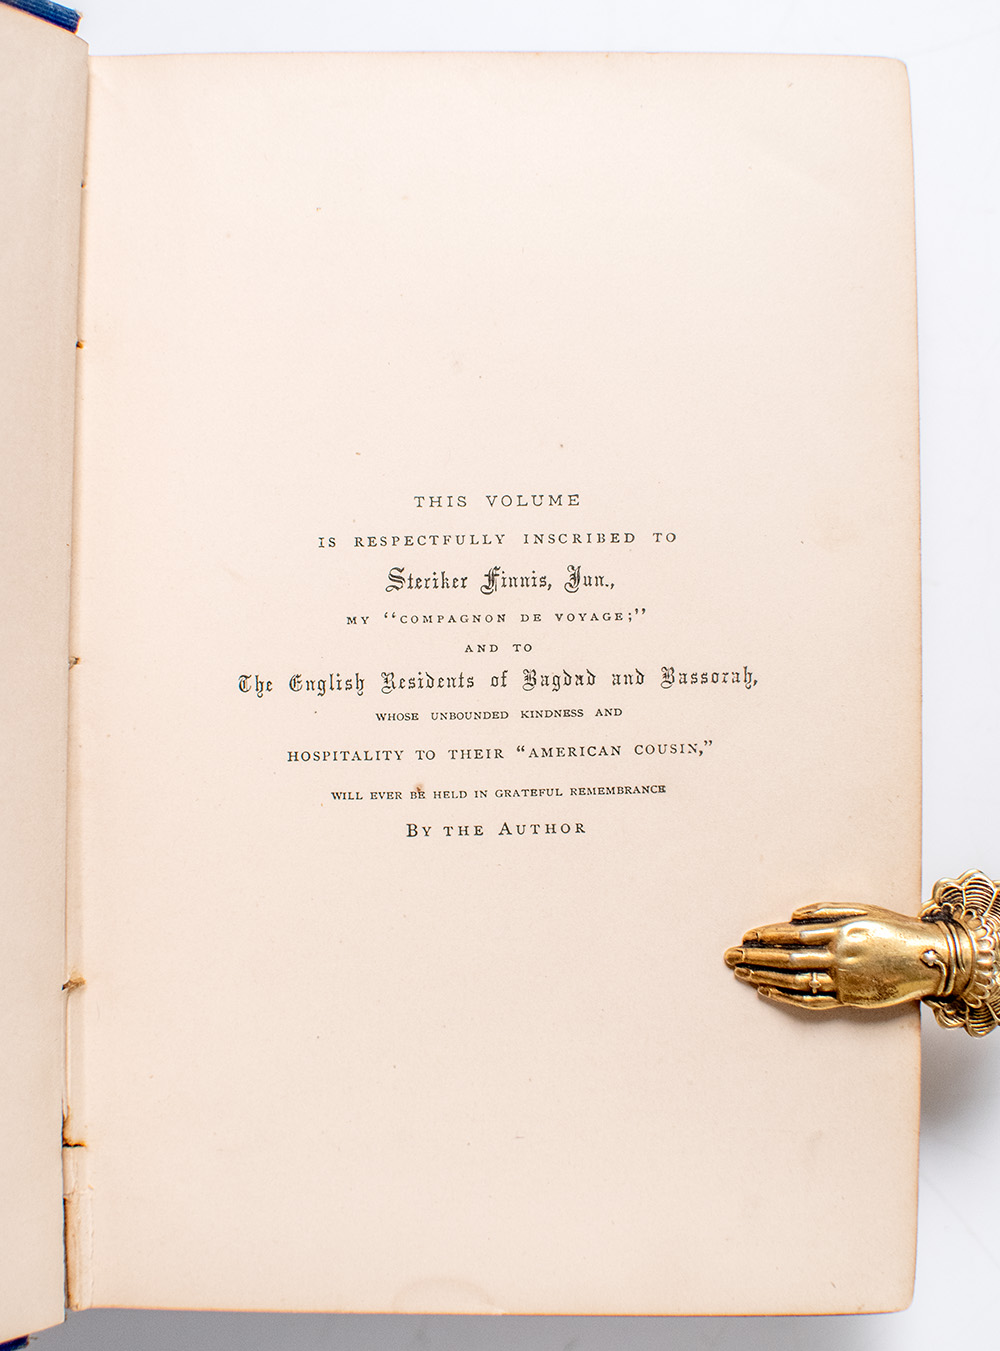 THIS VOLUME
IS RESPECTFULLY INSCRIBED TO
Steriker Finnis, Jun.,
MY “COMPAGNON DE VOYAGE;”
AND TO
The English Residents of Bagdad and Bassorah,
WHOSE UNBOUNDED KINDNESS AND
HOSPITALITY TO THEIR “AMERICAN COUSIN,”
WILL EVER BE HELD IN GRATEFUL REMEMBRANCE
BY THE AUTHOR